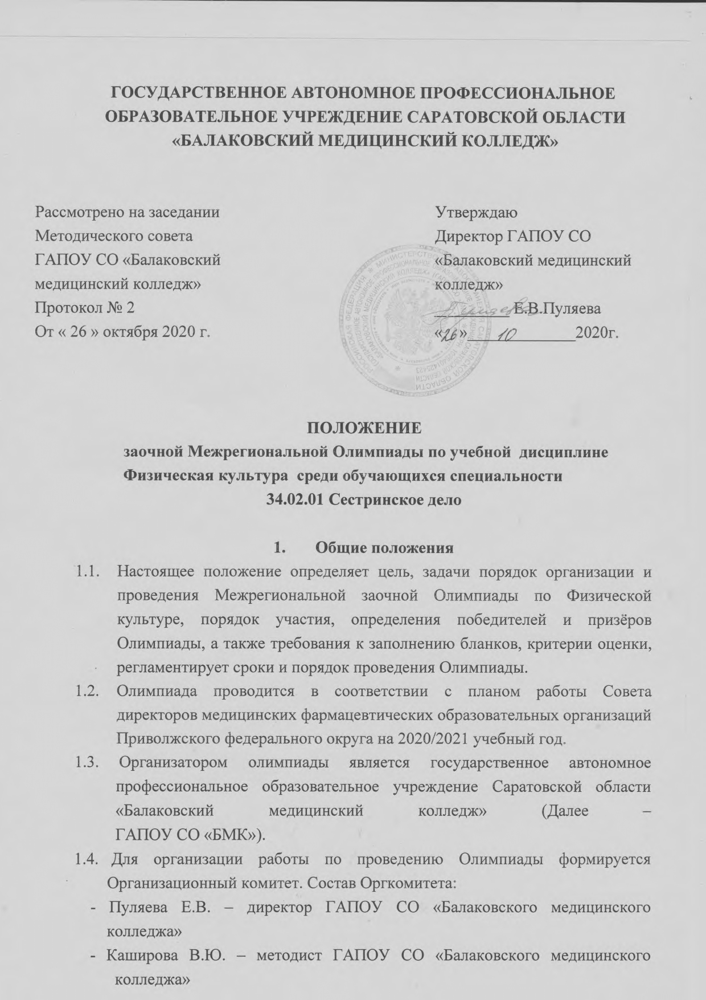 ГОСУДАРСТВЕННОЕ АВТОНОМНОЕ ПРОФЕССИОНАЛЬНОЕ
ОБРАЗОВАТЕЛЬНОЕ УЧРЕЖДЕНИЕ САРАТОВСКОЙ ОБЛАСТИ
«БАЛАКОВСКИЙ МЕДИЦИНСКИЙ КОЛЛЕДЖ»
Рассмотрено на заседании
Методического совета
ГАПОУ СО «Балаковский
медицинский колледж»
Протокол № 2
От « 26 » октября 2020 г.
Утверждаю
Директор ГАПОУ СО
«Балаковский медицинский
колледж»
Е.В.Пуляева
«26» 10 2020г.
ПОЛОЖЕНИЕ
заочной Межрегиональной Олимпиады по учебной дисциплине
Физическая культура среди обучающихся специальности
34.02.01 Сестринское дело
1. Общие положения
1.1. Настоящее положение определяет цель, задачи порядок организации и
проведения Межрегиональной заочной Олимпиады по Физической
культуре, порядок участия, определения победителей и призёров
Олимпиады, а также требования к заполнению бланков, критерии оценки,
регламентирует сроки и порядок проведения Олимпиады.
1.2. Олимпиада проводится в соответствии с планом работы Совета
директоров медицинских фармацевтических образовательных организаций
Приволжского федерального округа на 2020/2021 учебный год.
1.3. Организатором олимпиады является государственное автономное
профессиональное образовательное учреждение Саратовской области
«Балаковский медицинский колледж» (Далее –
ГАПОУ СО «БМК»).
1.4. Для организации работы по проведению Олимпиады формируется
Организационный комитет. Состав Оргкомитета:
- Пуляева Е.В. – директор ГАПОУ СО «Балаковского медицинского
колледжа»
- Каширова В.Ю. – методист ГАПОУ СО «Балаковского медицинского
колледжа»